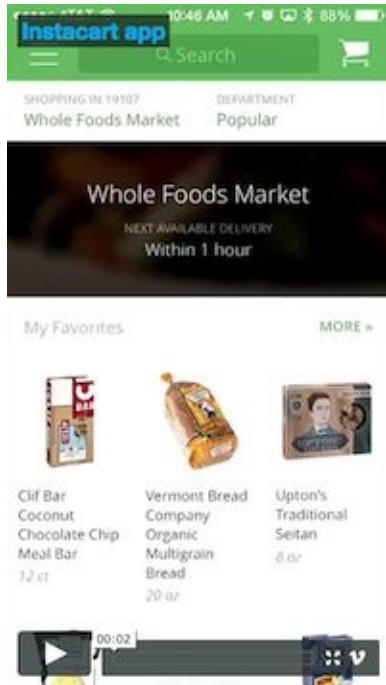 Instacart app
10:46 AM
88%
Search
SHOPPING IN 19107
DEPARTMENT
Whole Foods Market
Popular
Whole Foods Market
NEXT AVAILABLE DELIVERY
Within 1 hour
My Favorites
MORE »
Clif Bar
Coconut
Chocolate Chip
Meal Bar
12 ct
Vermont Bread
Company
Organic
Multigrain
Bread
20 oz
Upton's
Traditional
Seitan
8 oz
00:02